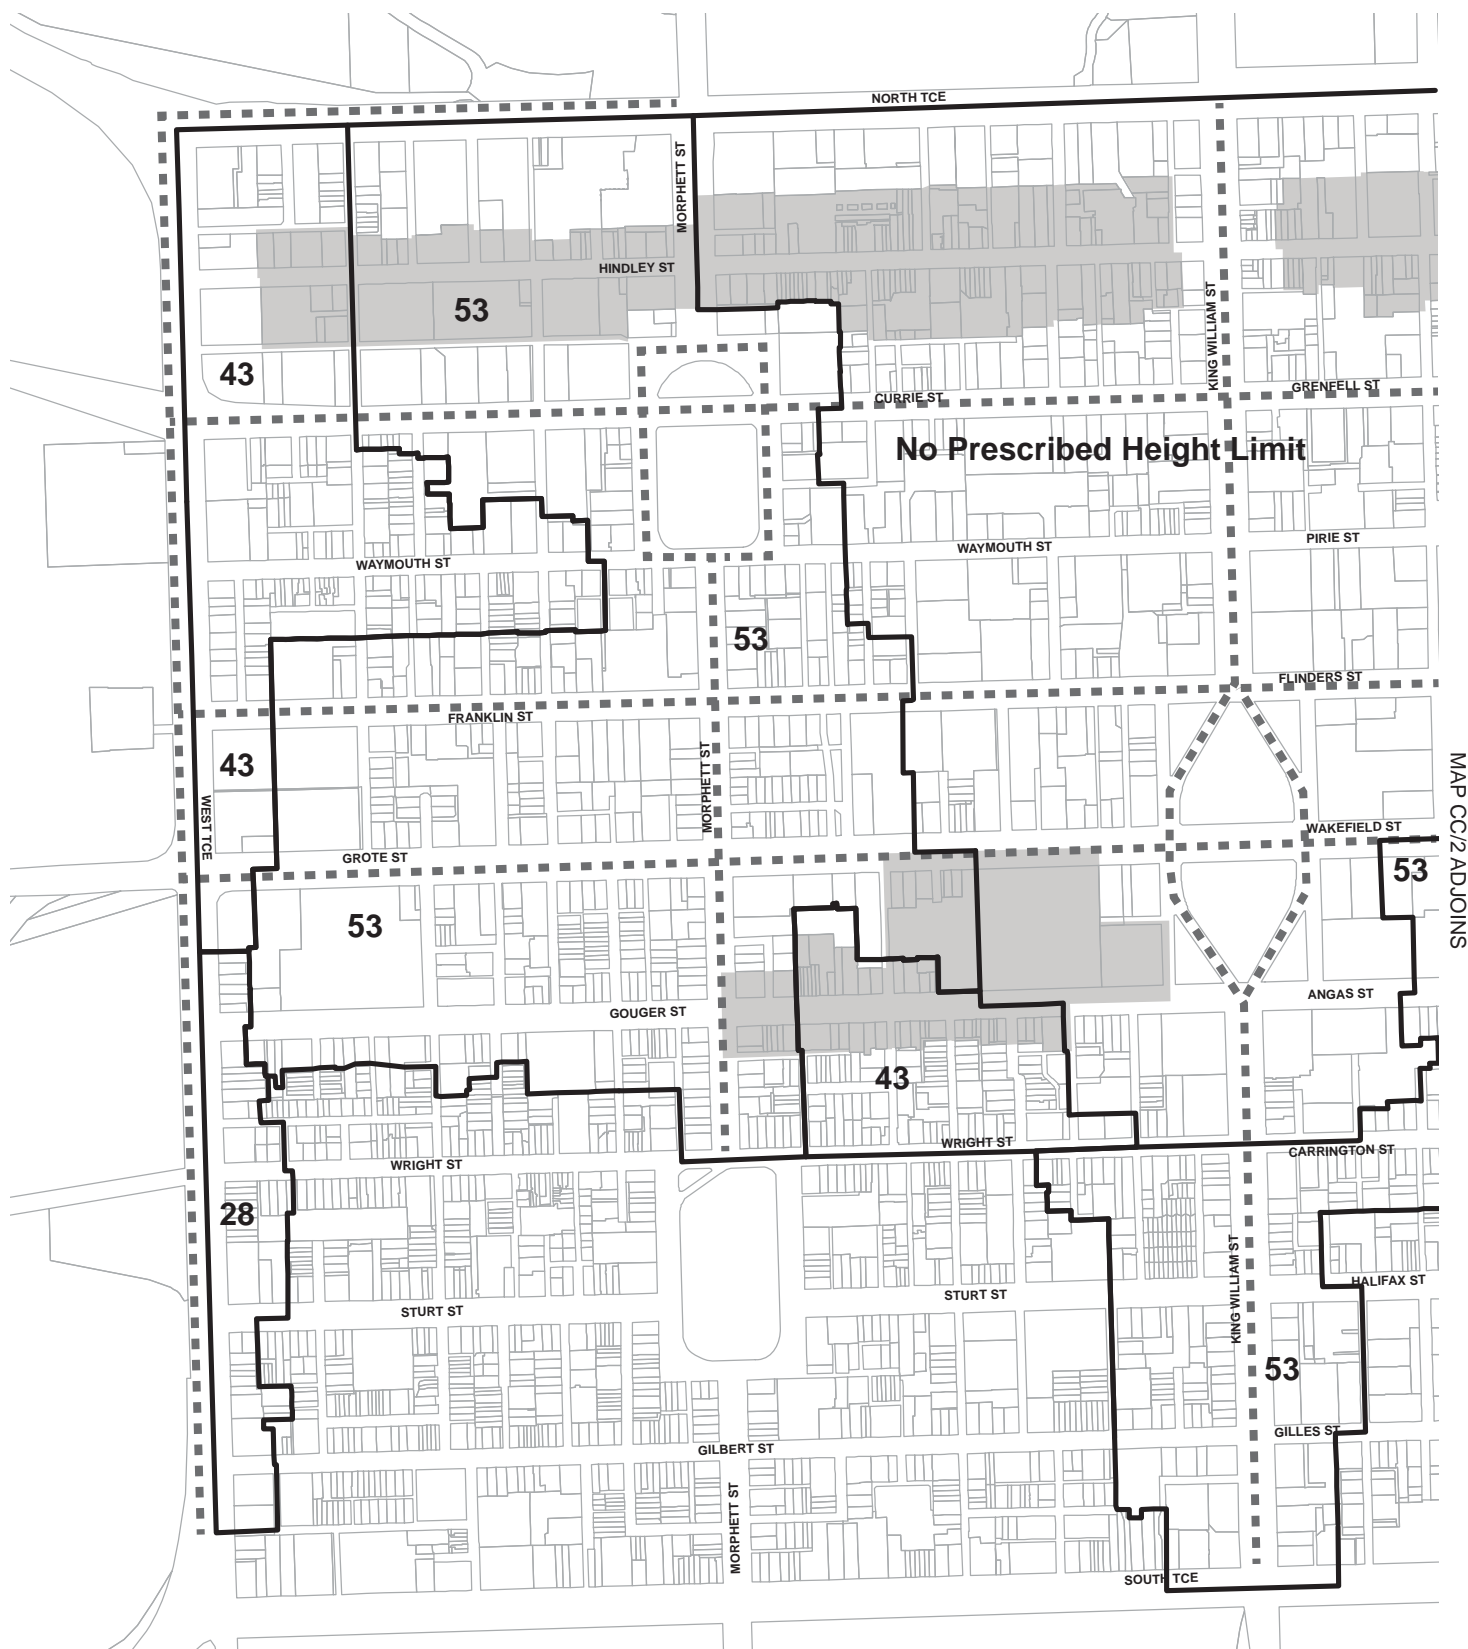 NORTH TCE
MORPHETT ST
HINDLEY ST
53
KING WILLIAM ST
43
GRENFELL ST
CURRIE ST
No Prescribed Height Limit
PIRIE ST
WAYMOUTH ST
WAYMOUTH ST
53
FLINDERS ST
FRANKLIN ST
43
MORPHETT ST
WEST TCE
WAKEFIELD ST
MAP CC/2 ADJOINS
GROTE ST
53
53
ANGAS ST
GOUGER ST
43
WRIGHT ST
CARRINGTON ST
WRIGHT ST
28
KING WILLIAM ST
HALIFAX ST
STURT ST
STURT ST
53
GILLES ST
GILBERT ST
MORPHETT ST
SOUTH TCE